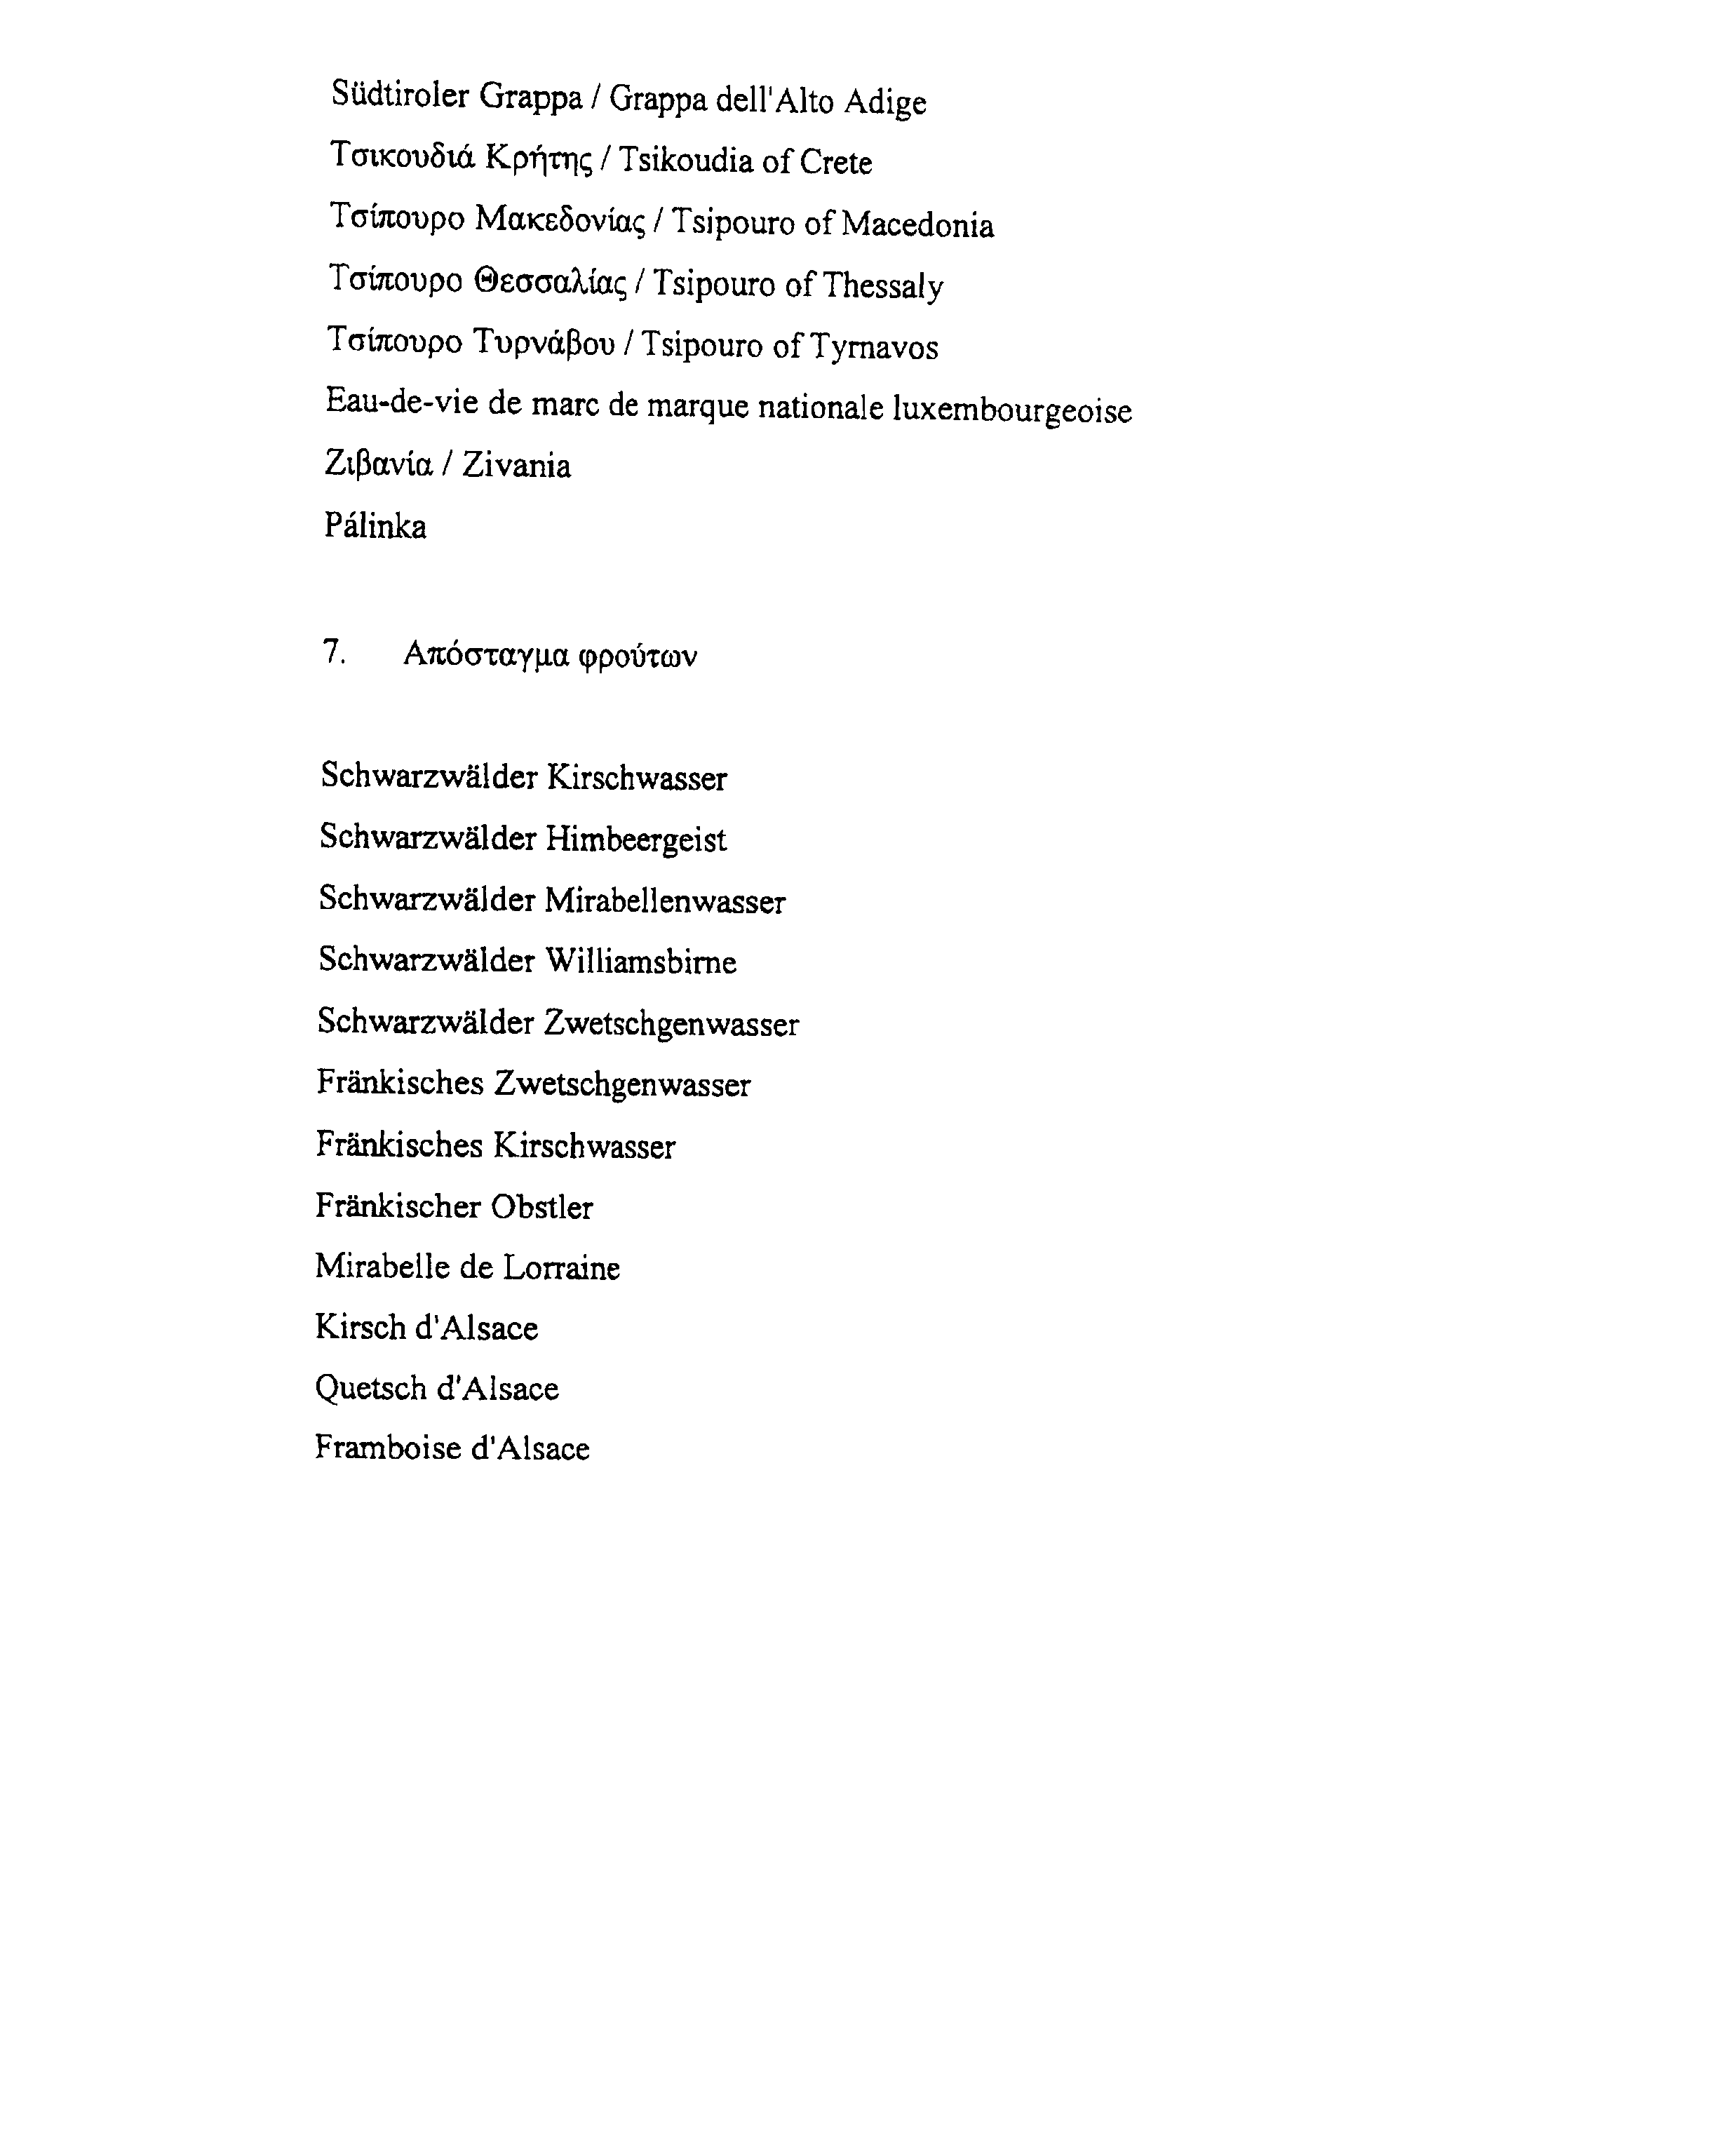 Südtiroler Grappa / Grappa dell'Alto Adige
Τσικουδιά Κρήτης / Tsikoudia of Crete
Τσίπουρο Μακεδονίας / Tsipouro of Macedonia
Τσίπουρο Θεσσαλίας / Tsipouro of Thessaly
Τσίπουρο Τυρνάβου / Tsipouro of Tyrnavos
Eau-de-vie de marc de marque nationale luxembourgeoise
Ζιβανία / Zivania
Pálinka
7. Απόσταγμα φρούτων
Schwarzwälder Kirschwasser
Schwarzwälder Himbeergeist
Schwarzwälder Mirabellenwasser
Schwarzwälder Williamsbirne
Schwarzwälder Zwetschgenwasser
Fränkisches Zwetschgenwasser
Fränkisches Kirschwasser
Fränkischer Obstler
Mirabelle de Lorraine
Kirsch d'Alsace
Quetsch d'Alsace
Framboise d'Alsace